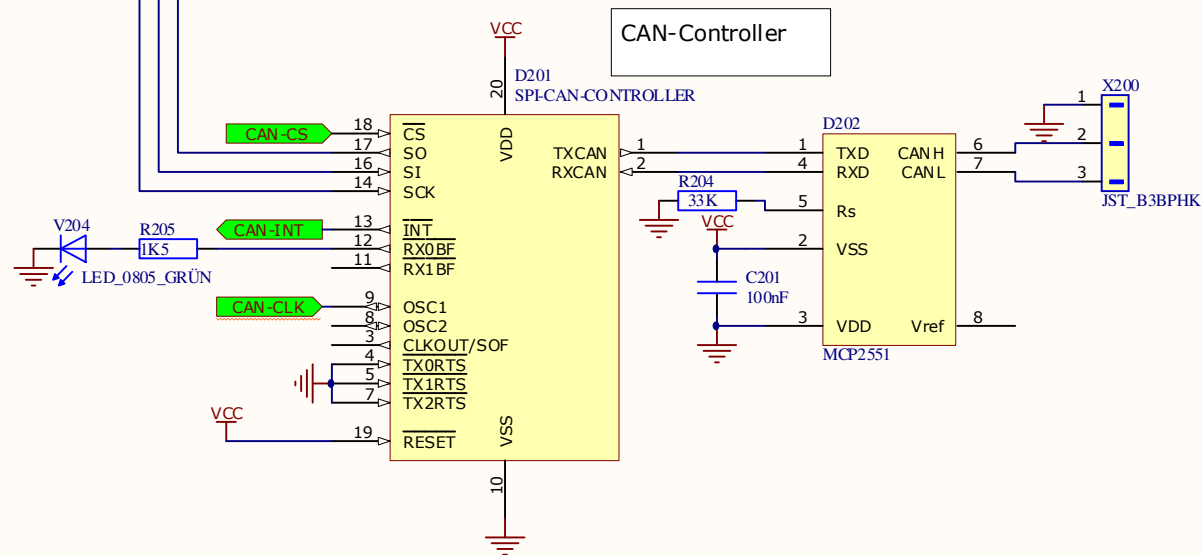 CAN-Controller
VCC
20
D201
SPI-CAN-CONTROLLER
VDD
CAN-CS
18
CS
17
SO
16
SI
14
SCK
CAN-INT
13
INT
12
RX0BF
11
RX1BF
V204
R205
1K5
LED_0805_GRÜN
CAN-CLK
9
OSC1
8
OSC2
3
CLKOUT/SOF
4
TX0RTS
5
TX1RTS
7
TX2RTS
VCC
19
RESET
VSS
10
TXCAN
1
RXCAN
2
D202
1
TXD
4
RXD
R204
33K
5
Rs
VCC
2
VSS
C201
100nF
3
VDD
MCP2551
CANH
6
CANL
7
Vref
8
X200
1
2
3
JST_B3BPHK